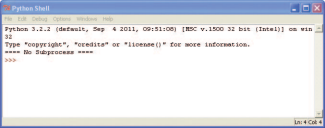 Python Shell
File Edit Debug Options Windows Help
Python 3.2.2 (default, Sep  4 2011, 09:51:08) [MSC v.1500 32 bit (Intel)] on win
32
Type "copyright", "credits" or "license()" for more information.
==== No Subprocess ====
>>>
Ln: 4 Col: 4